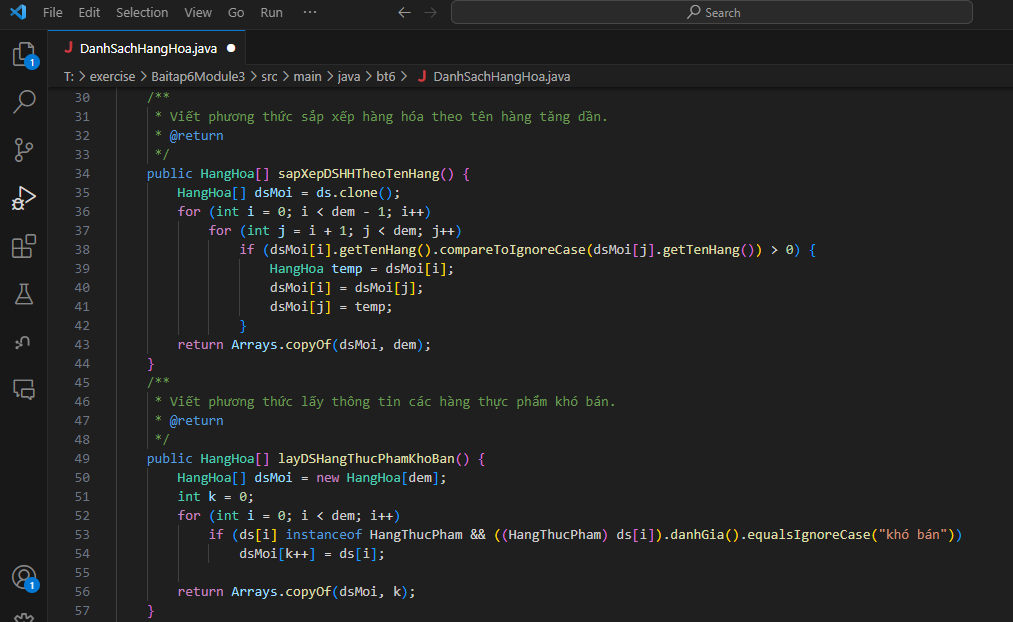 File Edit Selection View Go Run ··· Search
J DanhSachHangHoa.java
T: > exercise > Baitap6Module3 > src > main > java > bt6 > J DanhSachHangHoa.java
30 /**
31 * Viết phương thức sắp xếp hàng hóa theo tên hàng tăng dần.
32 * @return
33 */
34 public HangHoa[] sapXepDSHHTheoTenHang() {
35 HangHoa[] dsMoi = ds.clone();
36 for (int i = 0; i < dem - 1; i++)
37 for (int j = i + 1; j < dem; j++)
38 if (dsMoi[i].getTenHang().compareToIgnoreCase(dsMoi[j].getTenHang()) > 0) {
39 HangHoa temp = dsMoi[i];
40 dsMoi[i] = dsMoi[j];
41 dsMoi[j] = temp;
42 }
43 return Arrays.copyOf(dsMoi, dem);
44 }
45 /**
46 * Viết phương thức lấy thông tin các hàng thực phẩm khó bán.
47 * @return
48 */
49 public HangHoa[] layDSHangThucPhamKhoBan() {
50 HangHoa[] dsMoi = new HangHoa[dem];
51 int k = 0;
52 for (int i = 0; i < dem; i++)
53 if (ds[i] instanceof HangThucPham && ((HangThucPham) ds[i]).danhGia().equalsIgnoreCase("khó bán"))
54 dsMoi[k++] = ds[i];
55
56 return Arrays.copyOf(dsMoi, k);
57 }
1
1